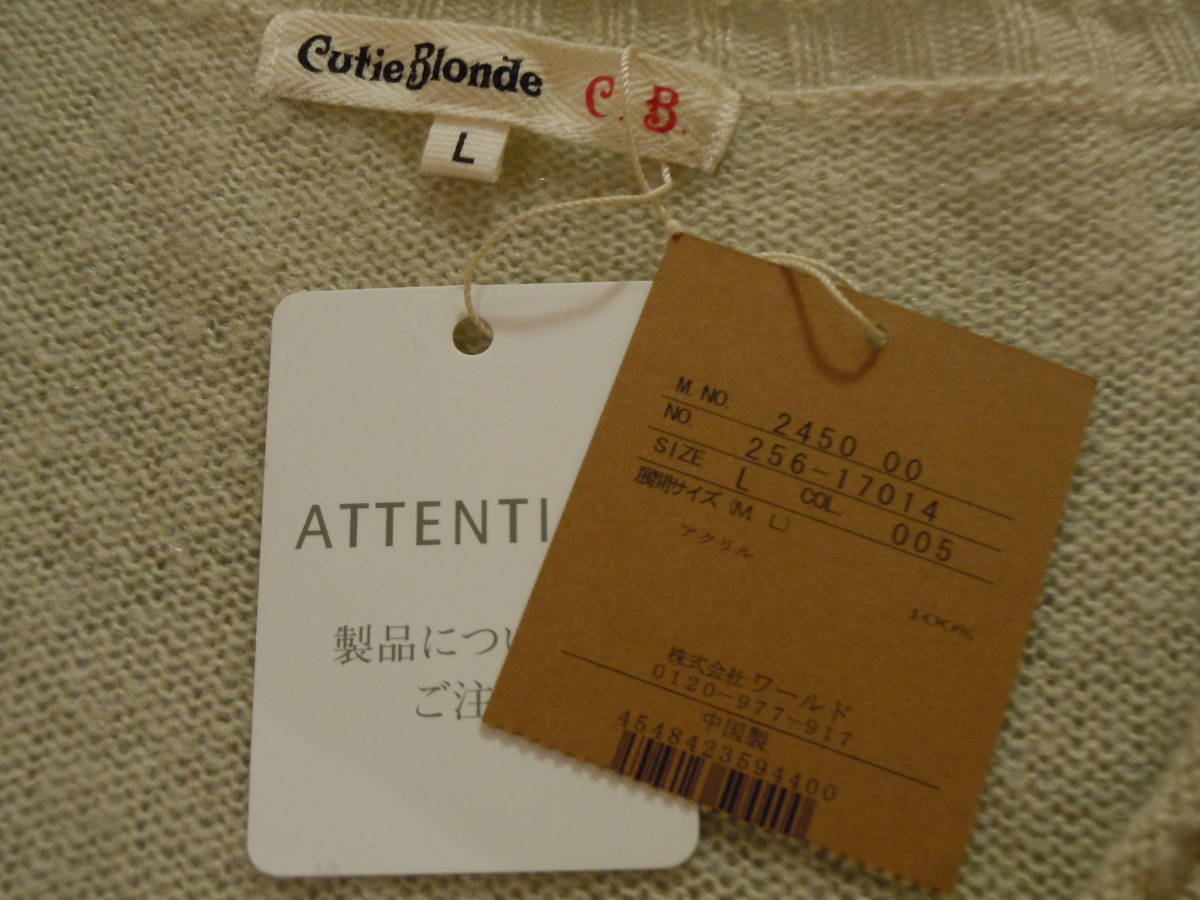 Cutie Blonde C. B.
L
ATTENTI
製品につい
ご注
M. NO. 2450 00
NO. 256-17014
SIZE L COL. 005
展開サイズ (M, L)
アクリル 100%
株式会社 ワールド
0120-977-917
中国製
4548423594400